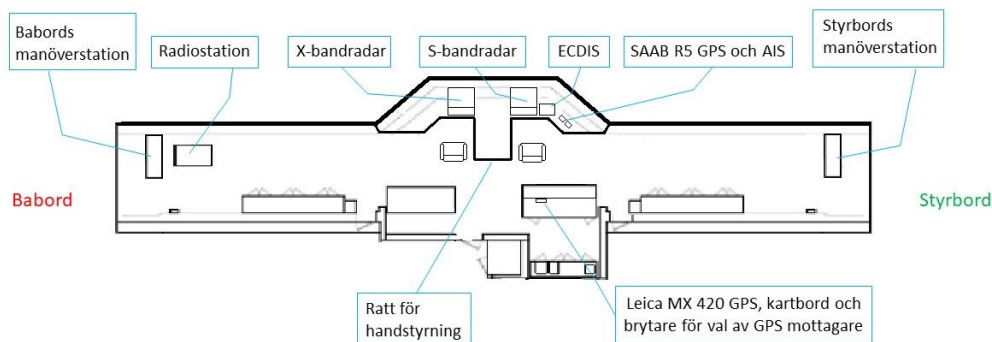 Babords
manöverstation
Radiostation
X-bandradar
S-bandradar
ECDIS
SAAB R5 GPS och AIS
Styrbords
manöverstation
Babord
Styrbord
Ratt för
handstyrning
Leica MX 420 GPS, kartbord och
brytare för val av GPS mottagare